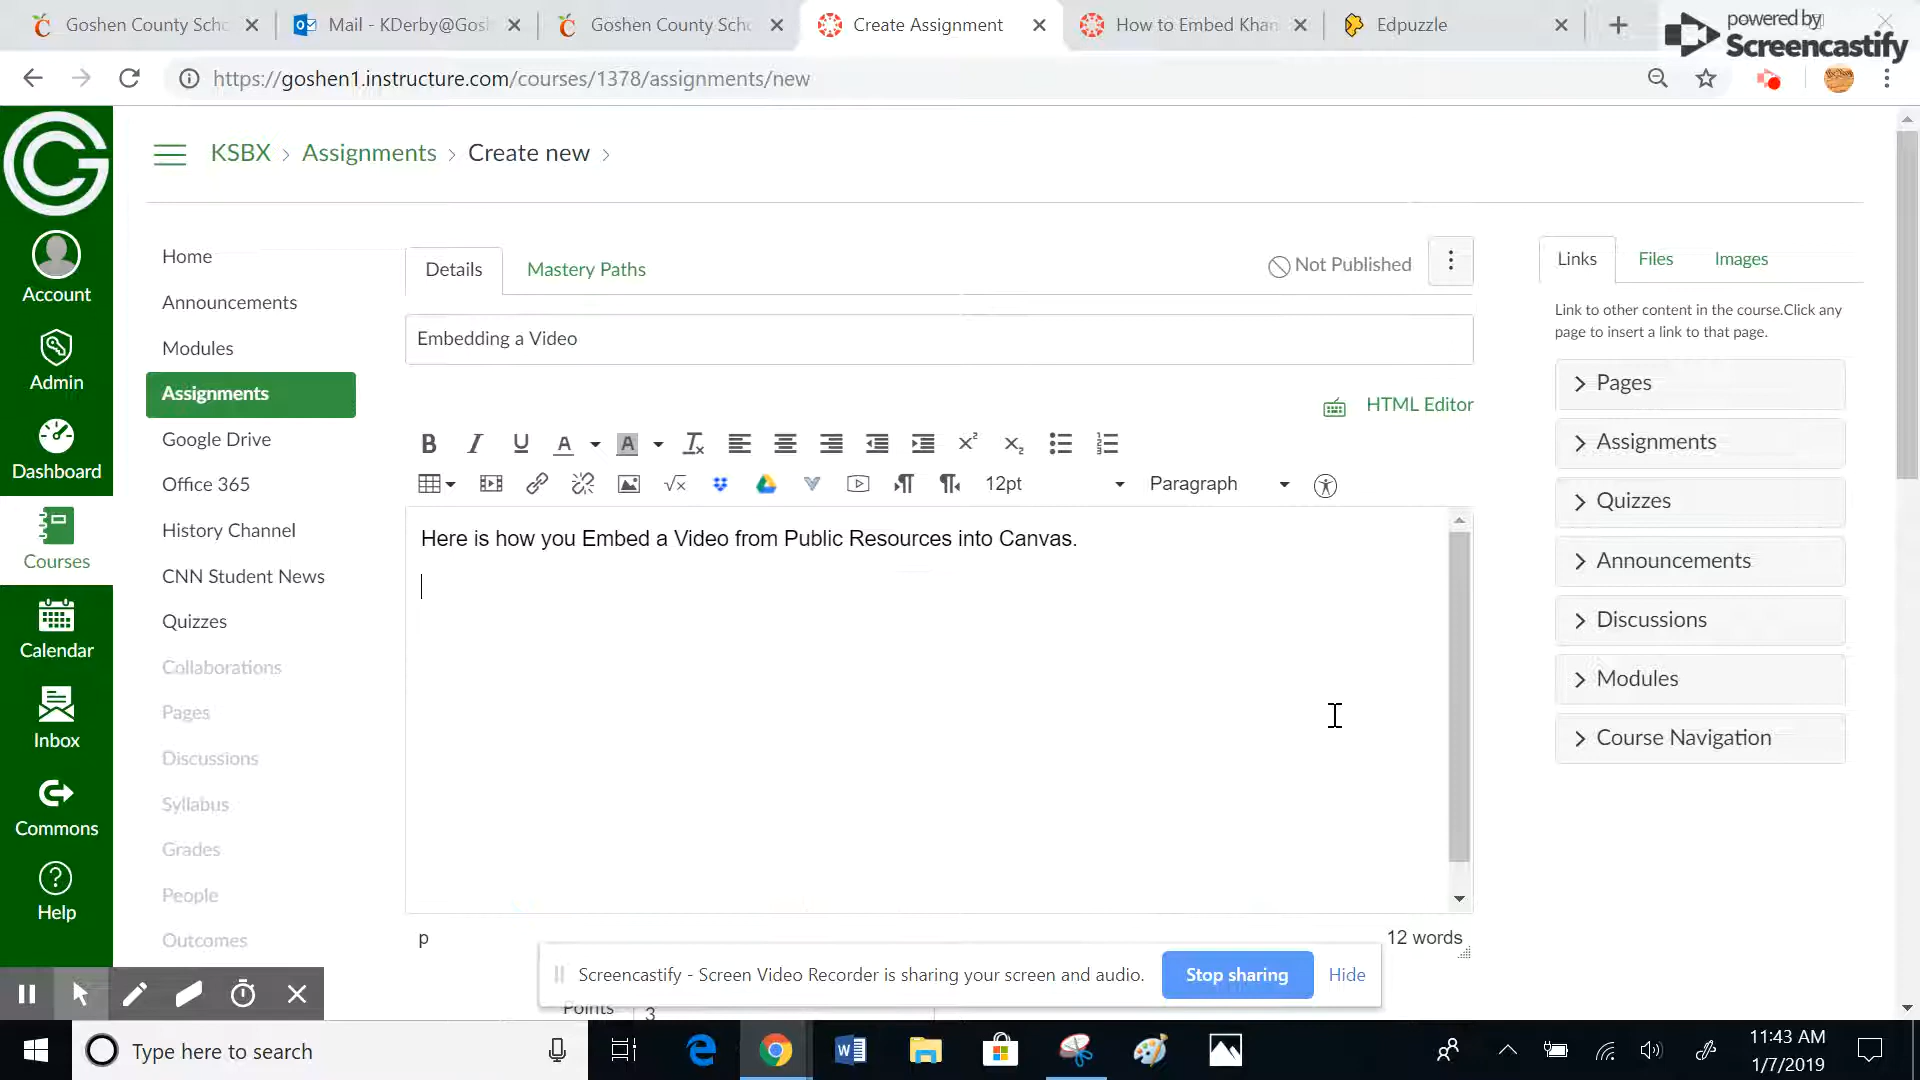 Goshen County Scho
Mail - KDerby@Gosh
Goshen County Scho
Create Assignment
How to Embed Khan
Edpuzzle
powered by
Screencastify
https://goshen1.instructure.com/courses/1378/assignments/new
KSBX > Assignments > Create new >
Account
Admin
Dashboard
Courses
Calendar
Inbox
Commons
Help
Home
Announcements
Modules
Assignments
Google Drive
Office 365
History Channel
CNN Student News
Quizzes
Collaborations
Pages
Discussions
Syllabus
Grades
People
Outcomes
Details
Mastery Paths
Not Published
Embedding a Video
HTML Editor
12pt
Paragraph
Here is how you Embed a Video from Public Resources into Canvas.
p
12 words
Points
3
Links
Files
Images
Link to other content in the course.Click any
page to insert a link to that page.
Pages
Assignments
Quizzes
Announcements
Discussions
Modules
Course Navigation
Screencastify - Screen Video Recorder is sharing your screen and audio.
Stop sharing
Hide
Type here to search
11:43 AM
1/7/2019